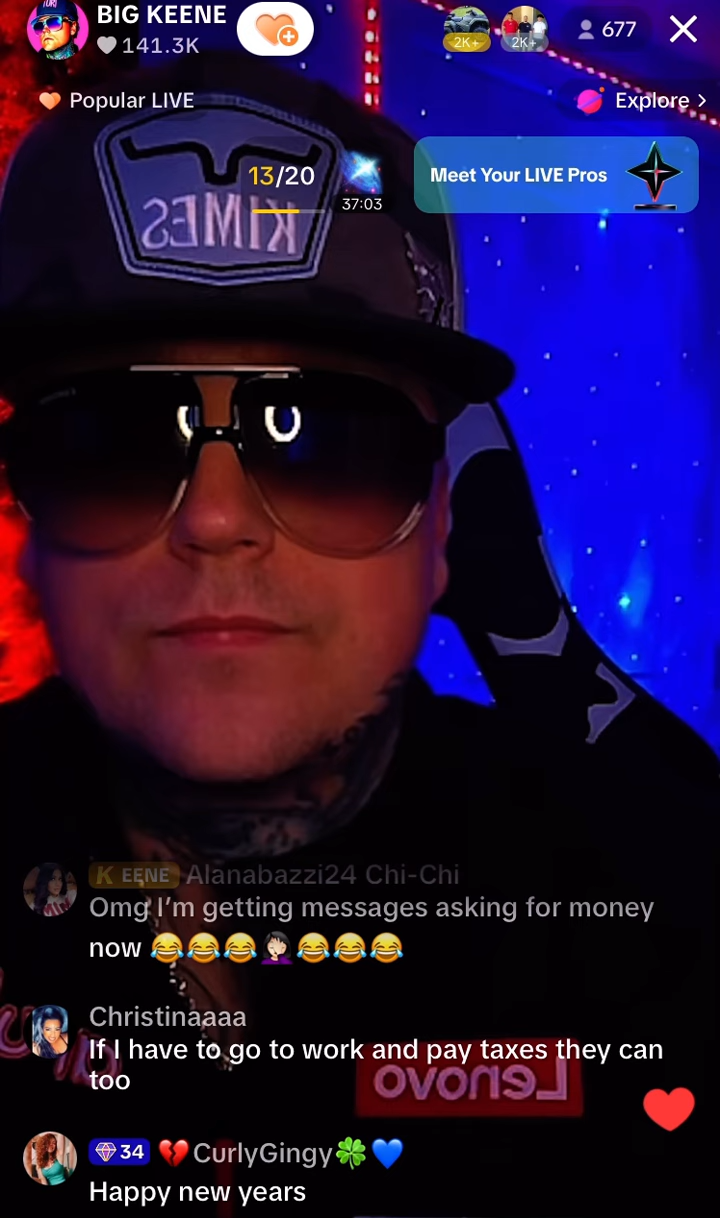 BIG KEENE
141.3K
2K+
2K+
677
Popular LIVE
Explore
13/20
37:03
Meet Your LIVE Pros
KIMES
K EENE Alanabazzi24 Chi-Chi
Omg I'm getting messages asking for money
now 😂😂😂🤦🏻‍♀️😂😂😂
Christinaaaa
If I have to go to work and pay taxes they can
too
Lenovo
34 💔CurlyGingy🍀💙
Happy new years